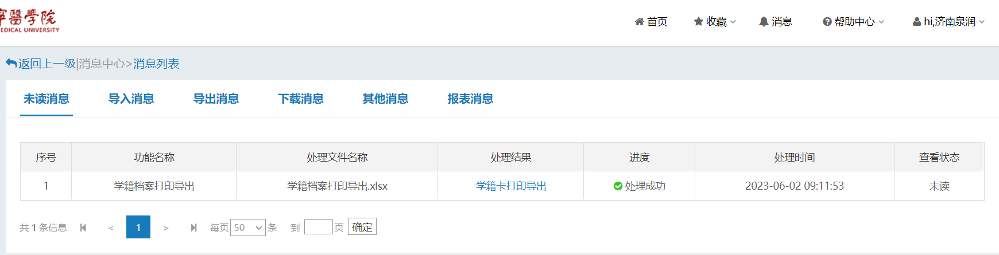 醫學院
EDICAL UNIVERSITY
首页 收藏 消息 帮助中心 hi,济南泉润
返回上一级|消息中心>消息列表
未读消息 导入消息 导出消息 下载消息 其他消息 报表消息
序号 功能名称 处理文件名称 处理结果 进度 处理时间 查看状态
1 学籍档案打印导出 学籍档案打印导出.xlsx 学籍卡打印导出 处理成功 2023-06-02 09:11:53 未读
共 1 条信息 < 1 > 每页 50 条 到 页 确定